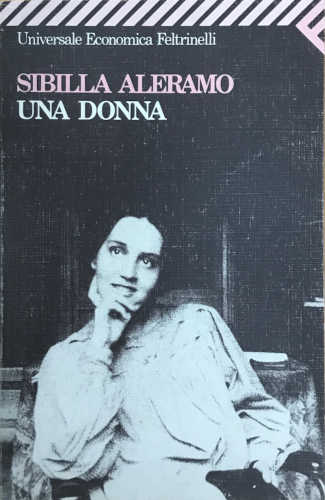 Universale Economica Feltrinelli
SIBILLA ALERAMO
UNA DONNA